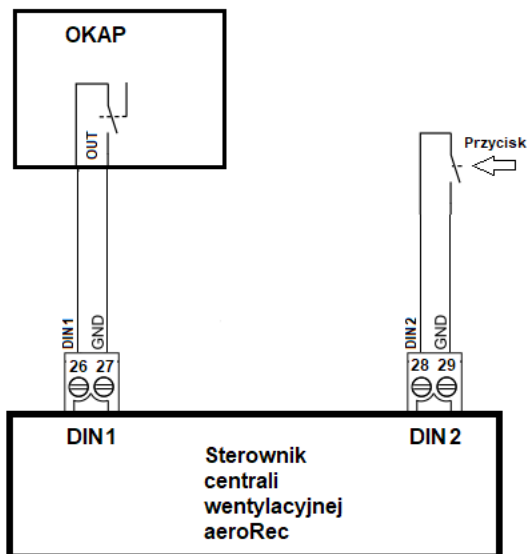 OKAP
OUT
Przycisk
DIN1
GND
DIN2
GND
26 27
28 29
DIN1
DIN2
Sterownik
centrali
wentylacyjnej
aeroRec